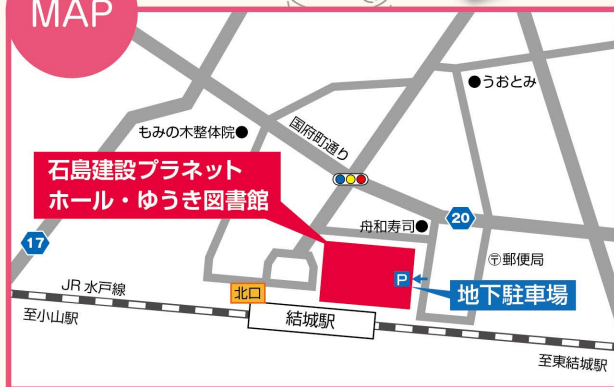 MAP
●うおとみ
もみの木整体院●
国府町通り
石島建設プラネット
ホール・ゆうき図書館
舟和寿司●
20
17
〒郵便局
P
地下駐車場
北口
JR 水戸線
結城駅
至小山駅
至東結城駅